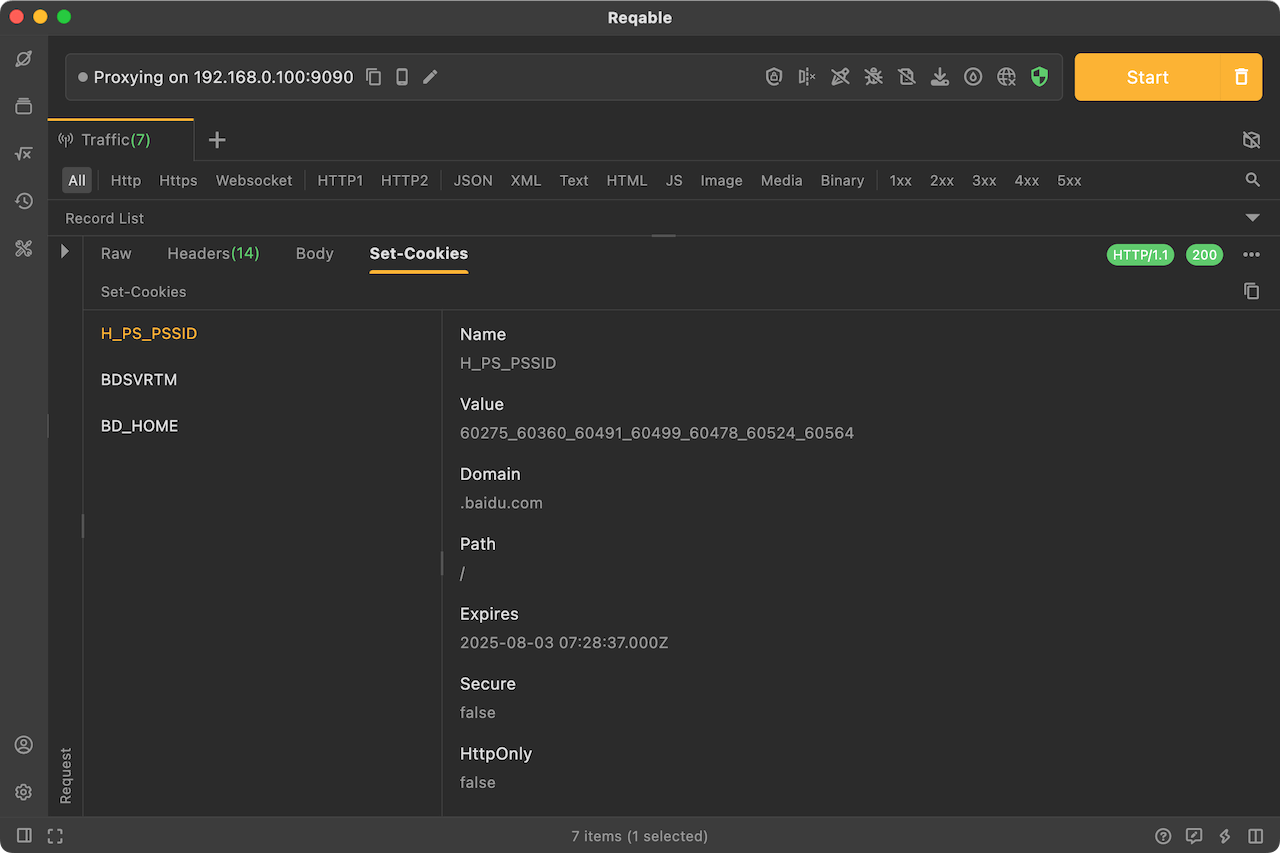 Reqable
Proxying on 192.168.0.100:9090
Start
Traffic(7)
All Http Https Websocket HTTP1 HTTP2 JSON XML Text HTML JS Image Media Binary 1xx 2xx 3xx 4xx 5xx
Record List
Raw Headers(14) Body Set-Cookies HTTP/1.1 200
Set-Cookies
H_PS_PSSID
BDSVRTM
BD_HOME
Name
H_PS_PSSID
Value
60275_60360_60491_60499_60478_60524_60564
Domain
.baidu.com
Path
/
Expires
2025-08-03 07:28:37.000Z
Secure
false
HttpOnly
false
Request
7 items (1 selected)